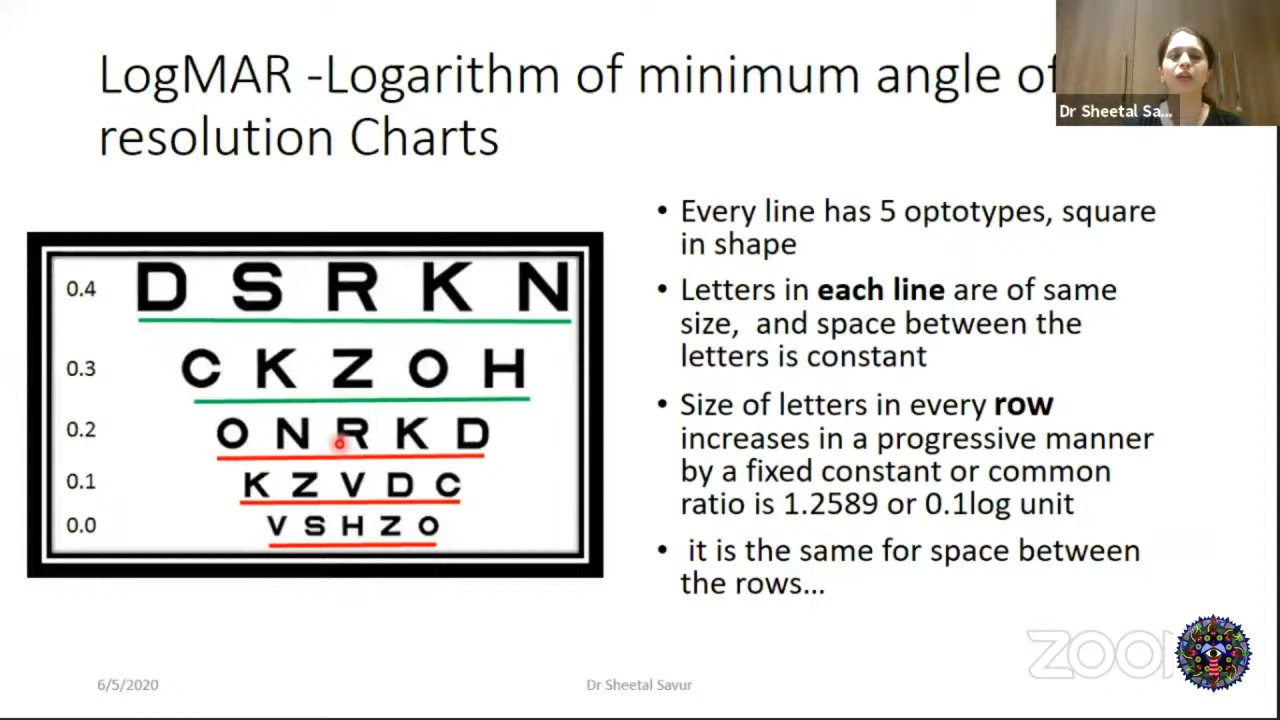 LogMAR -Logarithm of minimum angle of
resolution Charts
Dr Sheetal Sa...
0.4 D S R K N
0.3 C K Z O H
0.2 O N R K D
0.1 K Z V D C
0.0 V S H Z O
• Every line has 5 optotypes, square
in shape
• Letters in each line are of same
size, and space between the
letters is constant
• Size of letters in every row
increases in a progressive manner
by a fixed constant or common
ratio is 1.2589 or 0.1log unit
• it is the same for space between
the rows...
6/5/2020
Dr Sheetal Savur